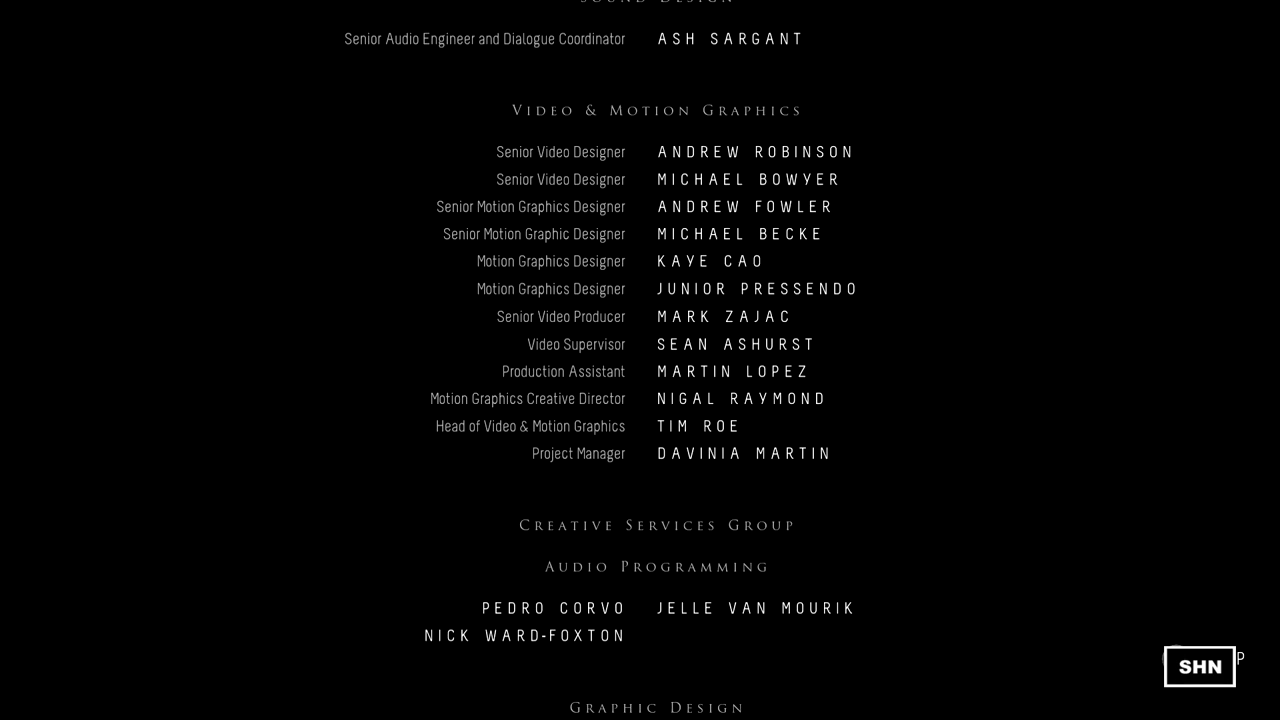 SOUND DESIGN
Senior Audio Engineer and Dialogue Coordinator ASH SARGANT
VIDEO & MOTION GRAPHICS
Senior Video Designer ANDREW ROBINSON
Senior Video Designer MICHAEL BOWYER
Senior Motion Graphics Designer ANDREW FOWLER
Senior Motion Graphic Designer MICHAEL BECKE
Motion Graphics Designer KAYE CAO
Motion Graphics Designer JUNIOR PRESSENDO
Senior Video Producer MARK ZAJAC
Video Supervisor SEAN ASHURST
Production Assistant MARTIN LOPEZ
Motion Graphics Creative Director NIGAL RAYMOND
Head of Video & Motion Graphics TIM ROE
Project Manager DAVINIA MARTIN
CREATIVE SERVICES GROUP
AUDIO PROGRAMMING
PEDRO CORVO JELLE VAN MOURIK
NICK WARD-FOXTON
SHN
GRAPHIC DESIGN